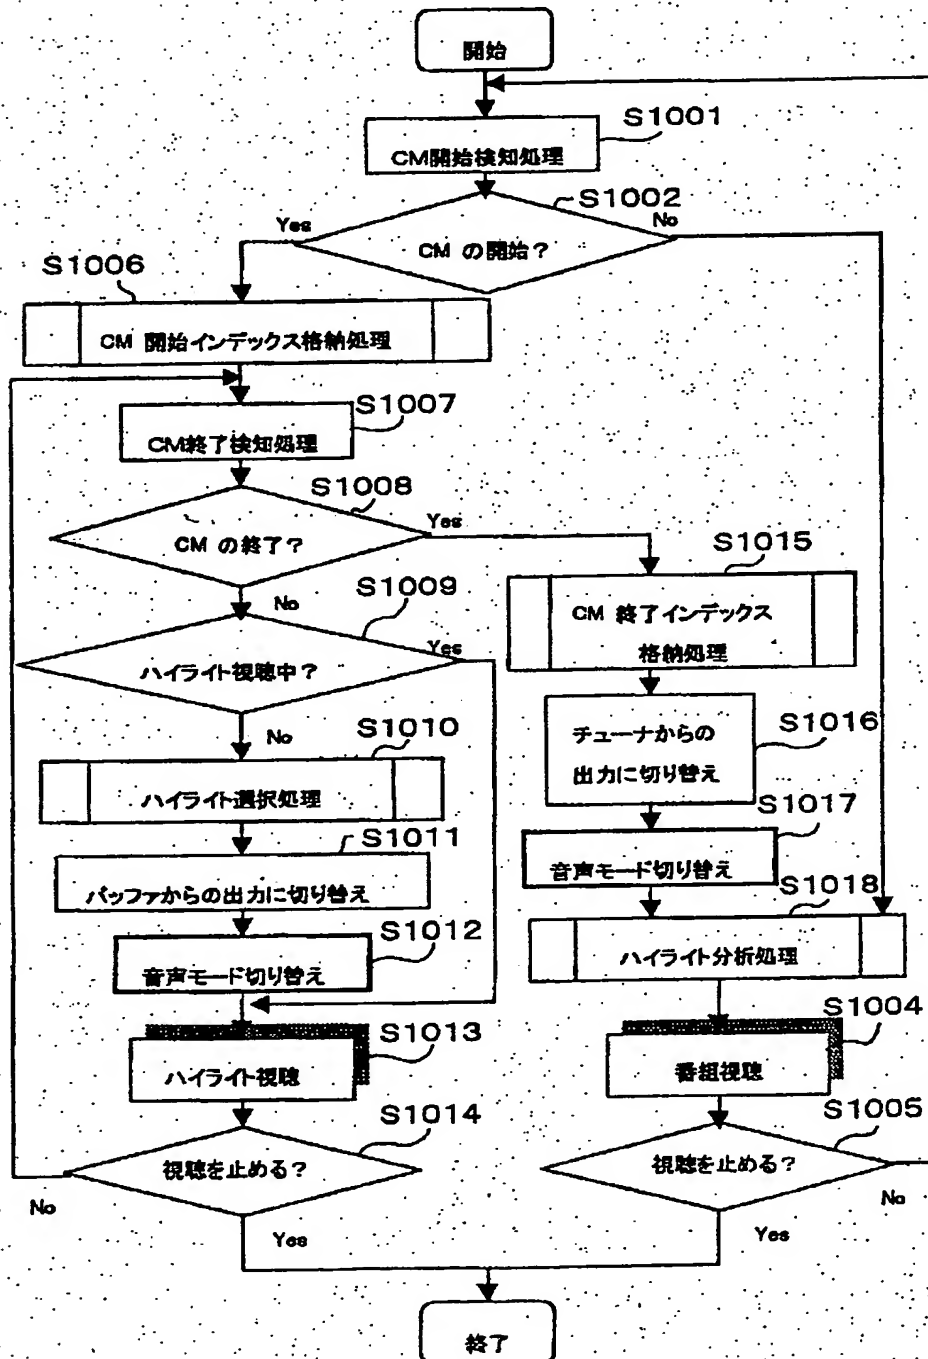 開始
S1001
CM開始検知処理
S1002
Yes
No
CM の開始?
S1006
CM 開始インデックス格納処理
S1007
CM終了検知処理
S1008
Yes
CM の終了?
S1015
No
S1009
CM 終了インデックス
格納処理
Yes
ハイライト視聴中?
S1016
チューナからの
出力に切り替え
No
S1010
ハイライト選択処理
S1017
音声モード切り替え
S1011
バッファからの出力に切り替え
S1018
ハイライト分析処理
S1012
音声モード切り替え
S1004
番組視聴
S1013
ハイライト視聴
S1005
S1014
視聴を止める?
視聴を止める?
No
No
Yes
Yes
終了